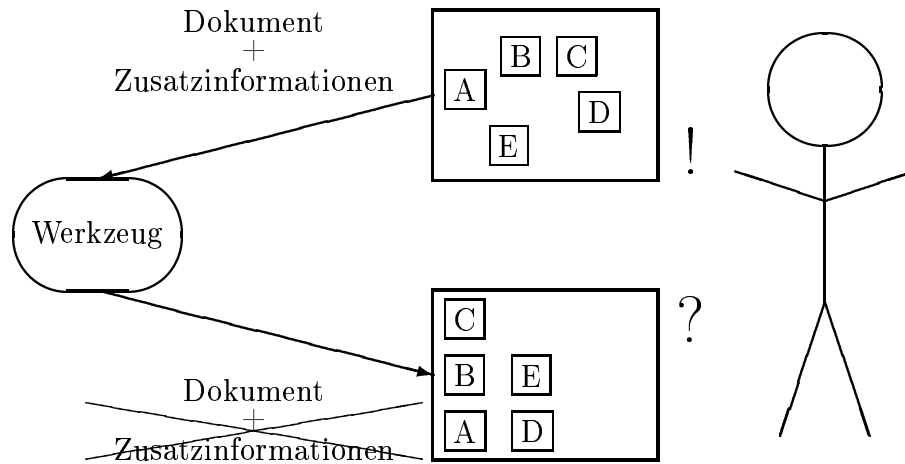 Dokument
+
Zusatzinformationen
B C
A
D
E
!
Werkzeug
C
?
B E
A D
Dokument
+
Zusatzinformationen